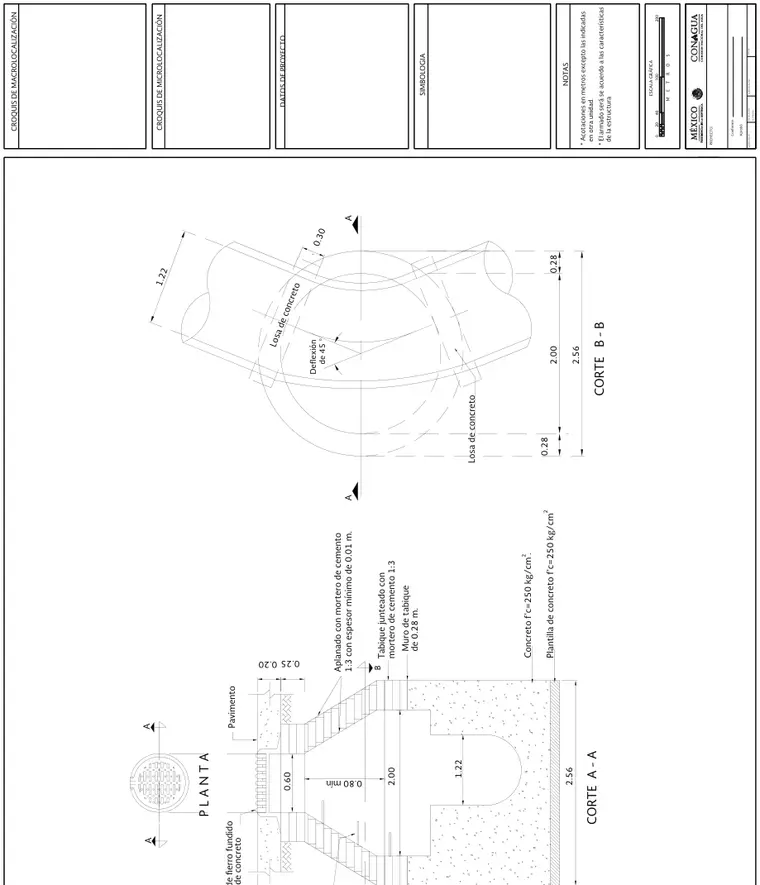 CROQUIS DE MACROLOCALIZACIÓN
CROQUIS DE MICROLOCALIZACIÓN
DATOS DE PROYECTO
SIMBOLOGIA
NOTAS
* Acotaciones en metros excepto las indicadas
en otra unidad
* El armado será se acuerdo a las características
de la estructura
ESCALA GRÁFICA
M E T R O S
MÉXICO
CONAGUA
COMISIÓN NACIONAL DEL AGUA
PROYECTO:
A
1.22
0.30
Losa de concreto
Deflexión
de 45°
Losa de concreto
0.28
2.00
0.28
2.56
A
CORTE B - B
A
A
PLANTA
de fierro fundido
de concreto
Pavimento
0.25 0.20
0.60
Aplanado con mortero de cemento
1:3 con espesor mínimo de 0.01 m.
B
0.80 min
Tabique junteado con
mortero de cemento 1:3
Muro de tabique
de 0.28 m.
2.00
1.22
Concreto f'c=250 kg/cm²
Plantilla de concreto f'c=250 kg/cm²
2.56
CORTE A - A